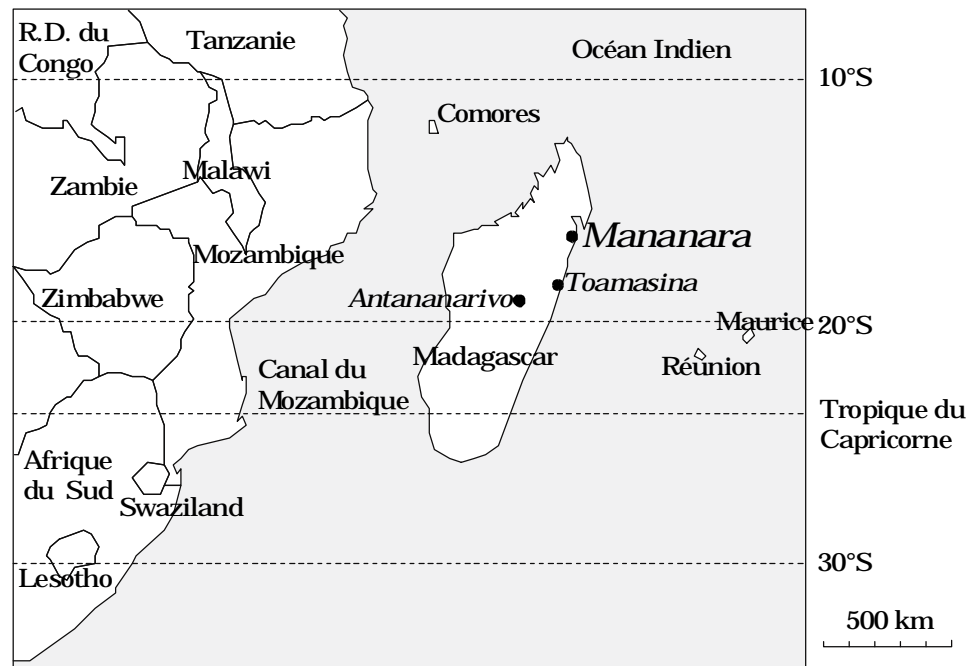 R.D. du
Congo
Tanzanie
Océan Indien
10°S
Comores
Malawi
Zambie
Mananara
Mozambique
Toamasina
Zimbabwe
Antananarivo
Maurice
20°S
Madagascar
Réunion
Canal du
Mozambique
Tropique du
Capricorne
Afrique
du Sud
Swaziland
30°S
Lesotho
500 km